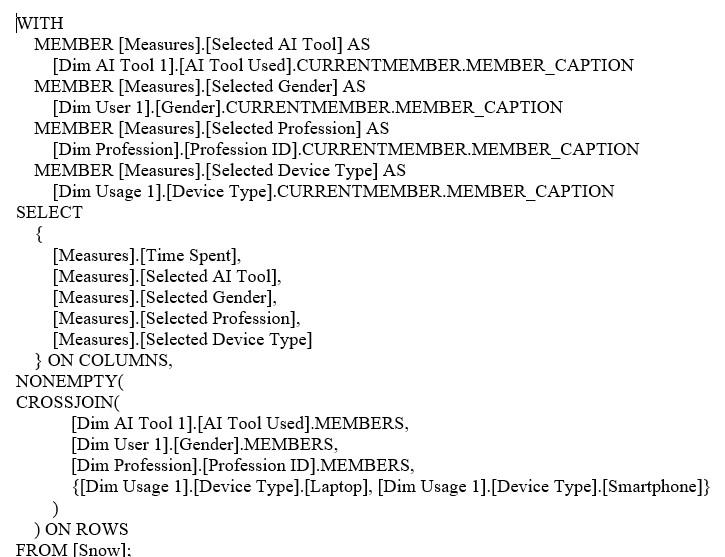 WITH
MEMBER [Measures].[Selected AI Tool] AS
[Dim AI Tool 1].[AI Tool Used].CURRENTMEMBER.MEMBER_CAPTION
MEMBER [Measures].[Selected Gender] AS
[Dim User 1].[Gender].CURRENTMEMBER.MEMBER_CAPTION
MEMBER [Measures].[Selected Profession] AS
[Dim Profession].[Profession ID].CURRENTMEMBER.MEMBER_CAPTION
MEMBER [Measures].[Selected Device Type] AS
[Dim Usage 1].[Device Type].CURRENTMEMBER.MEMBER_CAPTION
SELECT
{
[Measures].[Time Spent],
[Measures].[Selected AI Tool],
[Measures].[Selected Gender],
[Measures].[Selected Profession],
[Measures].[Selected Device Type]
} ON COLUMNS,
NONEMPTY(
CROSSJOIN(
[Dim AI Tool 1].[AI Tool Used].MEMBERS,
[Dim User 1].[Gender].MEMBERS,
[Dim Profession].[Profession ID].MEMBERS,
{[Dim Usage 1].[Device Type].[Laptop], [Dim Usage 1].[Device Type].[Smartphone]}
)
) ON ROWS
FROM [Snow];